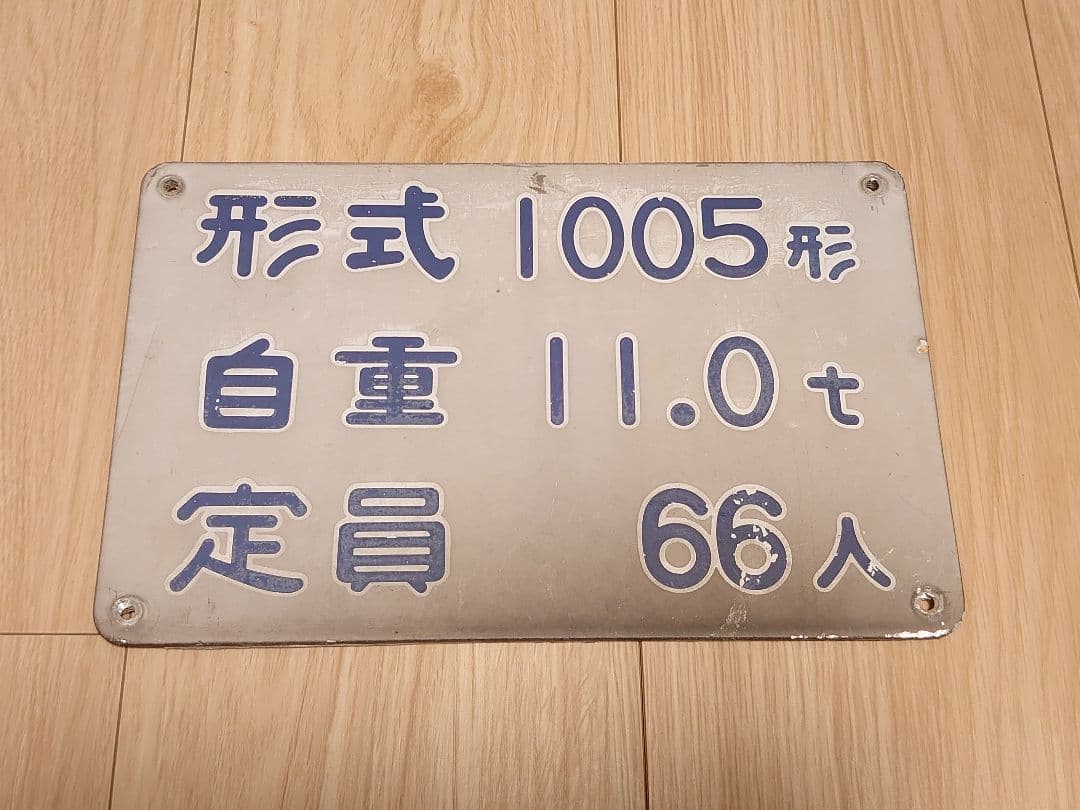 形式 1005形
自重 11.0t
定員 66人